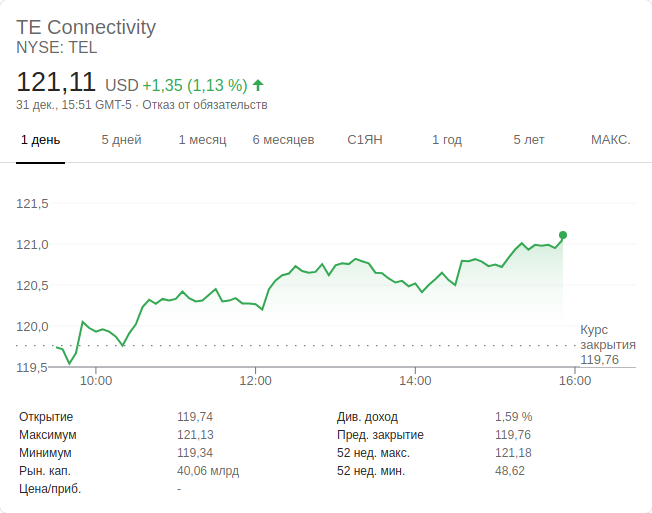 TE Connectivity
NYSE: TEL
121,11 USD +1,35 (1,13 %) ↑
31 дек., 15:51 GMT-5 · Отказ от обязательств
1 день 5 дней 1 месяц 6 месяцев С1ЯН 1 год 5 лет МАКС.
121,5
121,0
120,5
120,0
119,5
Курс
закрытия
119,76
10:00 12:00 14:00 16:00
Открытие 119,74 Див. доход 1,59 %
Максимум 121,13 Пред. закрытие 119,76
Минимум 119,34 52 нед. макс. 121,18
Рын. кап. 40,06 млрд 52 нед. мин. 48,62
Цена/приб. -